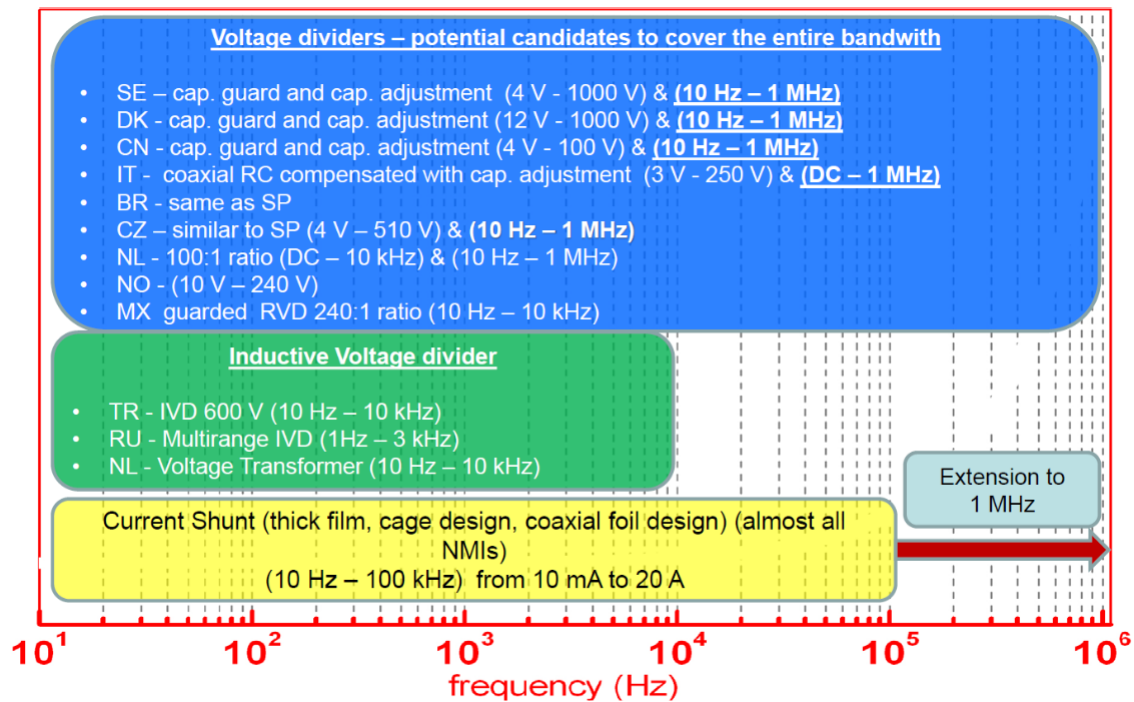 Voltage dividers – potential candidates to cover the entire bandwith
• SE – cap. guard and cap. adjustment (4 V - 1000 V) & (10 Hz – 1 MHz)
• DK - cap. guard and cap. adjustment (12 V - 1000 V) & (10 Hz – 1 MHz)
• CN - cap. guard and cap. adjustment (4 V - 100 V) & (10 Hz – 1 MHz)
• IT - coaxial RC compensated with cap. adjustment (3 V - 250 V) & (DC – 1 MHz)
• BR - same as SP
• CZ – similar to SP (4 V – 510 V) & (10 Hz – 1 MHz)
• NL - 100:1 ratio (DC – 10 kHz) & (10 Hz – 1 MHz)
• NO - (10 V – 240 V)
• MX guarded RVD 240:1 ratio (10 Hz – 10 kHz)
Inductive Voltage divider
• TR - IVD 600 V (10 Hz – 10 kHz)
• RU - Multirange IVD (1Hz – 3 kHz)
• NL - Voltage Transformer (10 Hz – 10 kHz)
Extension to
1 MHz
Current Shunt (thick film, cage design, coaxial foil design) (almost all
NMIs)
(10 Hz – 100 kHz) from 10 mA to 20 A
10¹ 10² 10³ 10⁴ 10⁵ 10⁶
frequency (Hz)